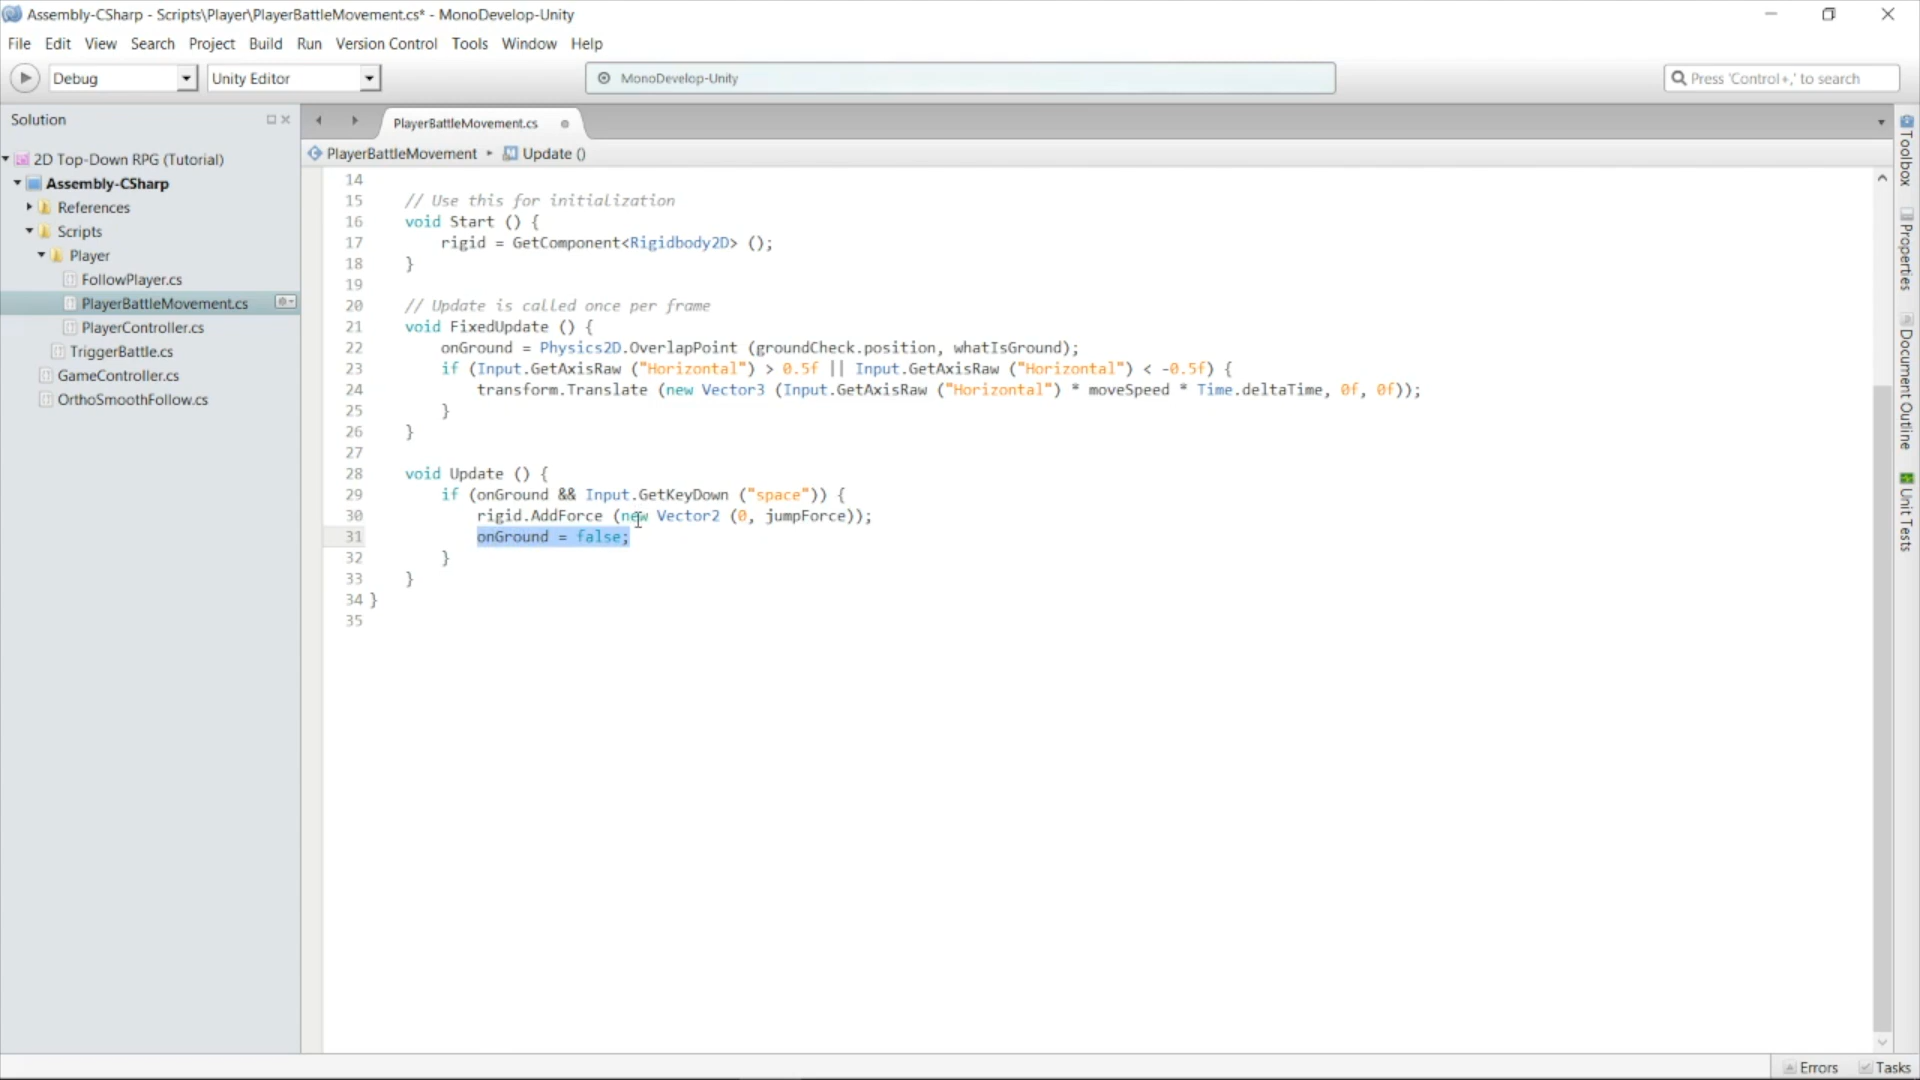 Assembly-CSharp - Scripts\Player\PlayerBattleMovement.cs* - MonoDevelop-Unity
File Edit View Search Project Build Run Version Control Tools Window Help
Debug Unity Editor MonoDevelop-Unity Press 'Control+,' to search
Solution
2D Top-Down RPG (Tutorial)
Assembly-CSharp
References
Scripts
Player
FollowPlayer.cs
PlayerBattleMovement.cs
PlayerController.cs
TriggerBattle.cs
GameController.cs
OrthoSmoothFollow.cs
PlayerBattleMovement.cs
PlayerBattleMovement Update ()
14
15 // Use this for initialization
16 void Start () {
17 rigid = GetComponent<Rigidbody2D> ();
18 }
19
20 // Update is called once per frame
21 void FixedUpdate () {
22 onGround = Physics2D.OverlapPoint (groundCheck.position, whatIsGround);
23 if (Input.GetAxisRaw ("Horizontal") > 0.5f || Input.GetAxisRaw ("Horizontal") < -0.5f) {
24 transform.Translate (new Vector3 (Input.GetAxisRaw ("Horizontal") * moveSpeed * Time.deltaTime, 0f, 0f));
25 }
26 }
27
28 void Update () {
29 if (onGround && Input.GetKeyDown ("space")) {
30 rigid.AddForce (new Vector2 (0, jumpForce));
31 onGround = false;
32 }
33 }
34 }
35
Toolbox
Properties
Document Outline
Unit Tests
Errors Tasks